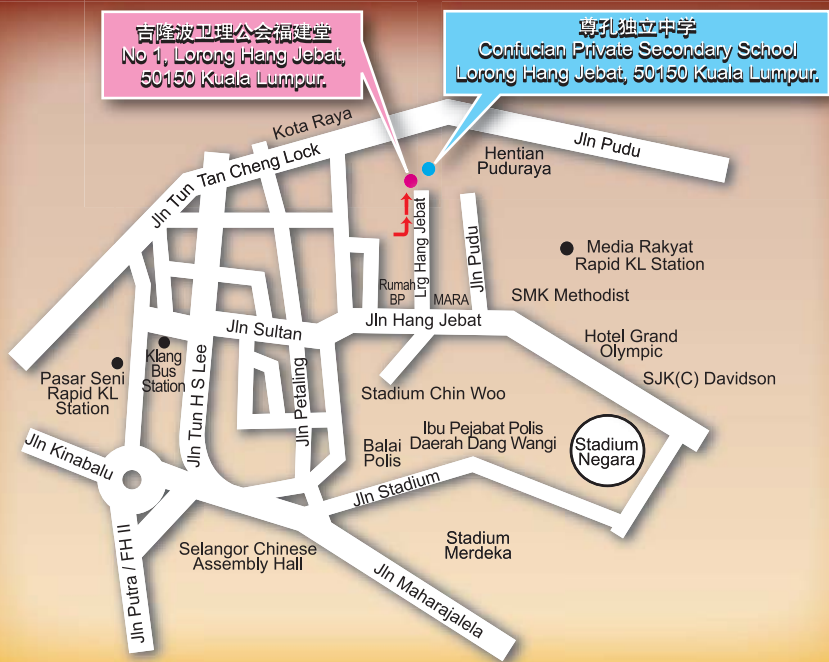 吉隆波卫理公会福建堂
No 1, Lorong Hang Jebat,
50150 Kuala Lumpur.
尊孔独立中学
Confucian Private Secondary School
Lorong Hang Jebat, 50150 Kuala Lumpur.
Kota Raya
Jln Tun Tan Cheng Lock
Jln Pudu
Hentian
Puduraya
Lrg Hang Jebat
Jln Pudu
Media Rakyat
Rapid KL Station
Rumah
BP
MARA
SMK Methodist
Jln Sultan
Jln Hang Jebat
Hotel Grand
Olympic
Klang
Bus
Station
Pasar Seni
Rapid KL
Station
Jln Tun H S Lee
Jln Petaling
SJK(C) Davidson
Stadium Chin Woo
Ibu Pejabat Polis
Daerah Dang Wangi
Balai
Polis
Stadium
Negara
Jln Kinabalu
Jln Stadium
Jln Putra / FH II
Selangor Chinese
Assembly Hall
Stadium
Merdeka
Jln Maharajalela